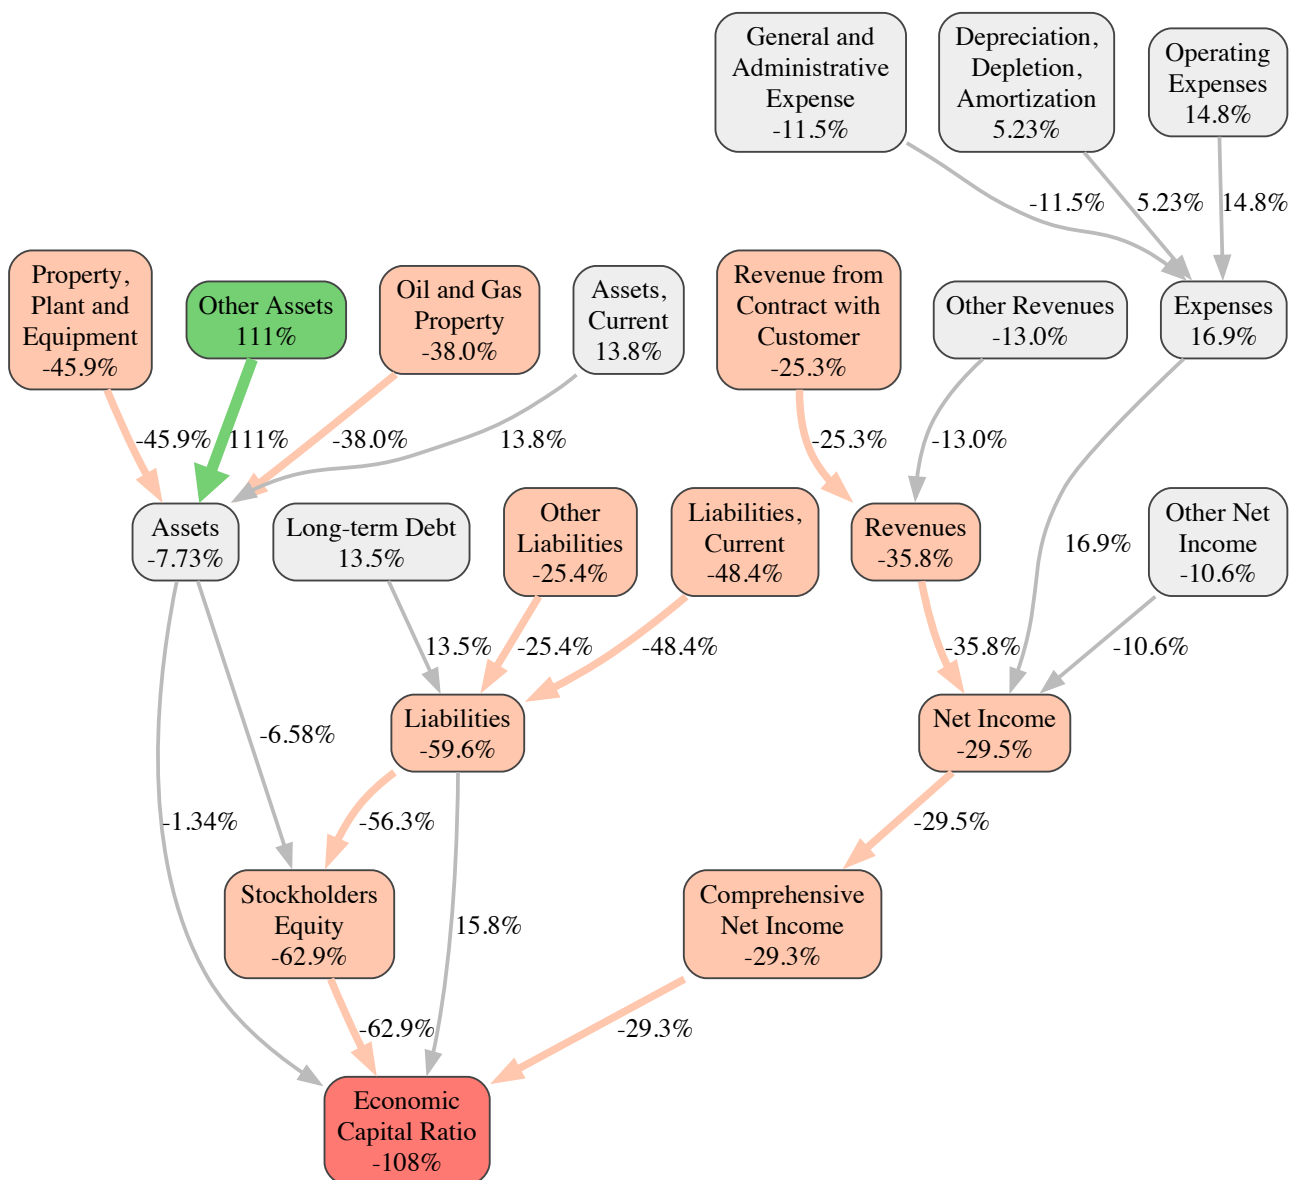 General and
Administrative
Expense
-11.5%
Depreciation,
Depletion,
Amortization
5.23%
Operating
Expenses
14.8%
-11.5%
5.23%
14.8%
Property,
Plant and
Equipment
-45.9%
Other Assets
111%
Oil and Gas
Property
-38.0%
Assets,
Current
13.8%
Revenue from
Contract with
Customer
-25.3%
Other Revenues
-13.0%
Expenses
16.9%
-45.9%
111%
-38.0%
13.8%
-25.3%
-13.0%
Assets
-7.73%
Long-term Debt
13.5%
Other
Liabilities
-25.4%
Liabilities,
Current
-48.4%
Revenues
-35.8%
16.9%
Other Net
Income
-10.6%
13.5%
-25.4%
-48.4%
-35.8%
-10.6%
-6.58%
Liabilities
-59.6%
Net Income
-29.5%
-1.34%
-56.3%
-29.5%
Stockholders
Equity
-62.9%
15.8%
Comprehensive
Net Income
-29.3%
-62.9%
-29.3%
Economic
Capital Ratio
-108%